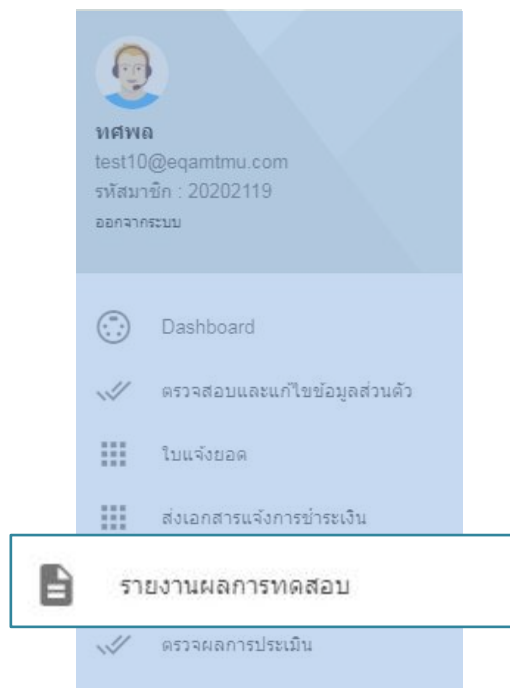 ทศพล
test10@eqamtmu.com
รหัสมาชิก : 20202119
ออกจากระบบ
Dashboard
ตรวจสอบและแก้ไขข้อมูลส่วนตัว
ใบแจ้งยอด
ส่งเอกสารแจ้งการชำระเงิน
รายงานผลการทดสอบ
ตรวจผลการประเมิน